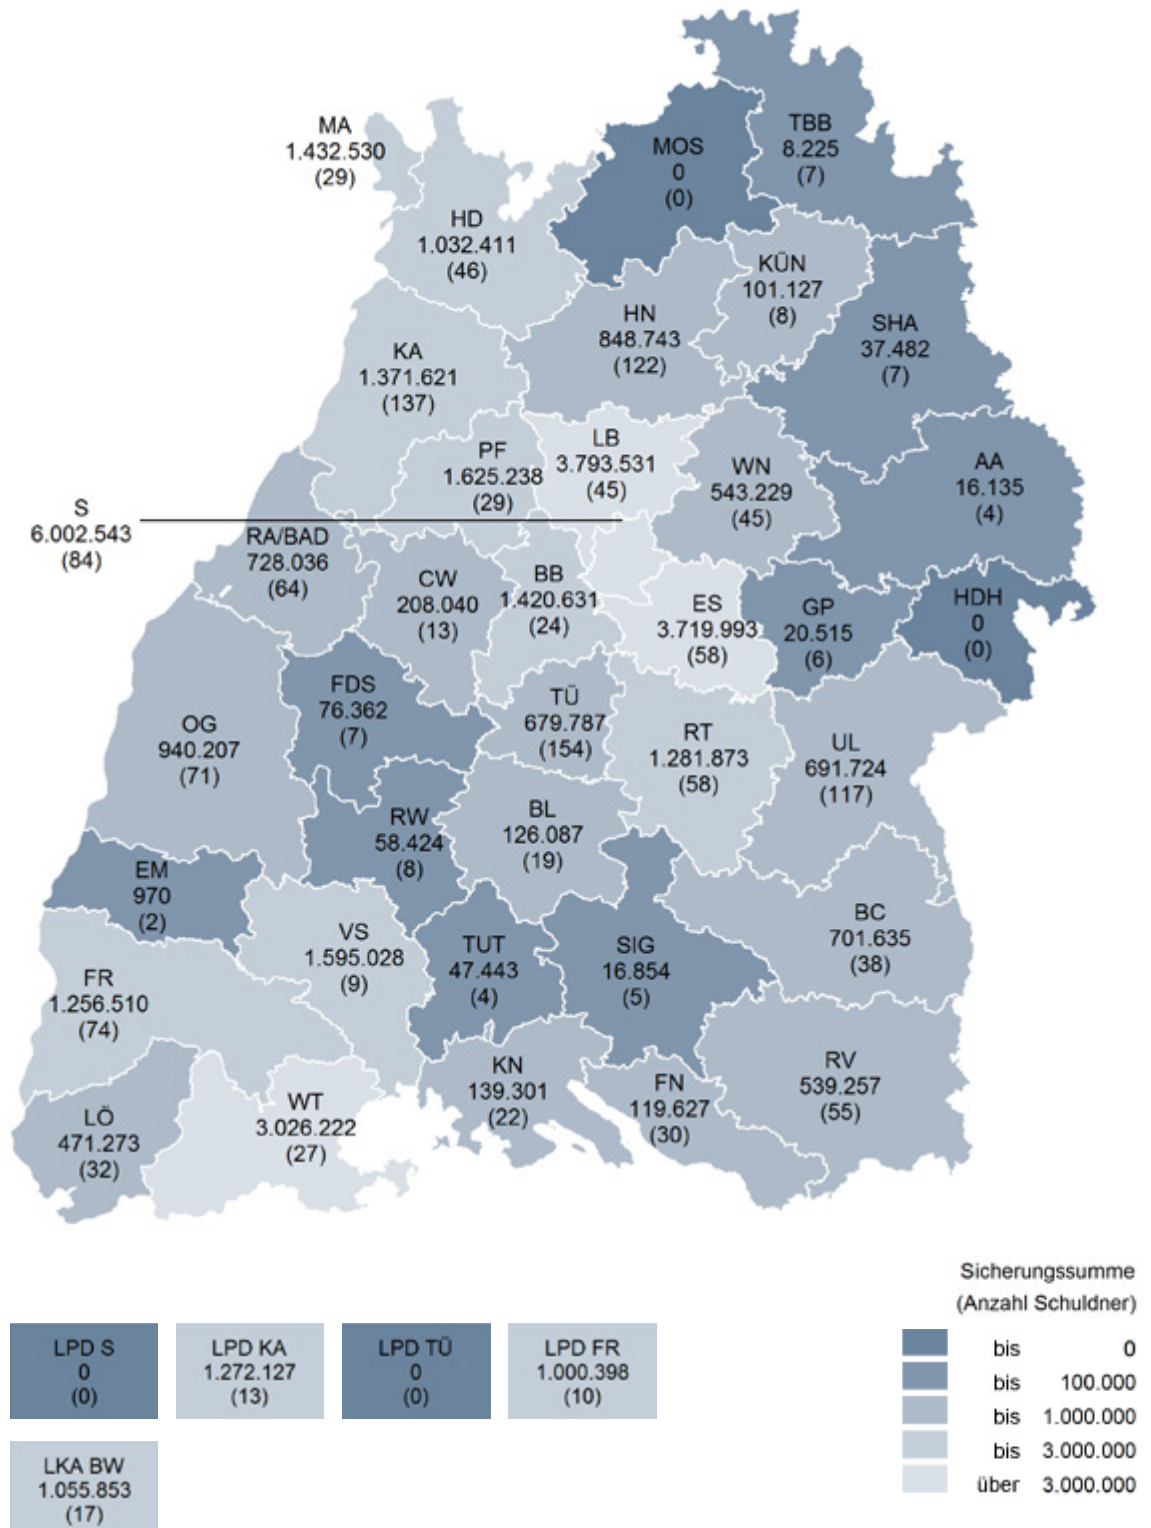 TBB
8.225
(7)
MA
1.432.530
(29)
MOS
0
(0)
HD
1.032.411
(46)
KÜN
101.127
(8)
HN
848.743
(122)
SHA
37.482
(7)
KA
1.371.621
(137)
LB
3.793.531
(45)
PF
1.625.238
(29)
WN
543.229
(45)
AA
16.135
(4)
S
6.002.543
(84)
RA/BAD
728.036
(64)
CW
208.040
(13)
BB
1.420.631
(24)
ES
3.719.993
(58)
GP
20.515
(6)
HDH
0
(0)
FDS
76.362
(7)
TÜ
679.787
(154)
OG
940.207
(71)
RT
1.281.873
(58)
UL
691.724
(117)
RW
58.424
(8)
BL
126.087
(19)
EM
970
(2)
BC
701.635
(38)
VS
1.595.028
(9)
TUT
47.443
(4)
SIG
16.854
(5)
FR
1.256.510
(74)
KN
139.301
(22)
RV
539.257
(55)
FN
119.627
(30)
LÖ
471.273
(32)
WT
3.026.222
(27)
LPD S
0
(0)
LPD KA
1.272.127
(13)
LPD TÜ
0
(0)
LPD FR
1.000.398
(10)
LKA BW
1.055.853
(17)
Sicherungssumme
(Anzahl Schuldner)
bis 0
bis 100.000
bis 1.000.000
bis 3.000.000
über 3.000.000